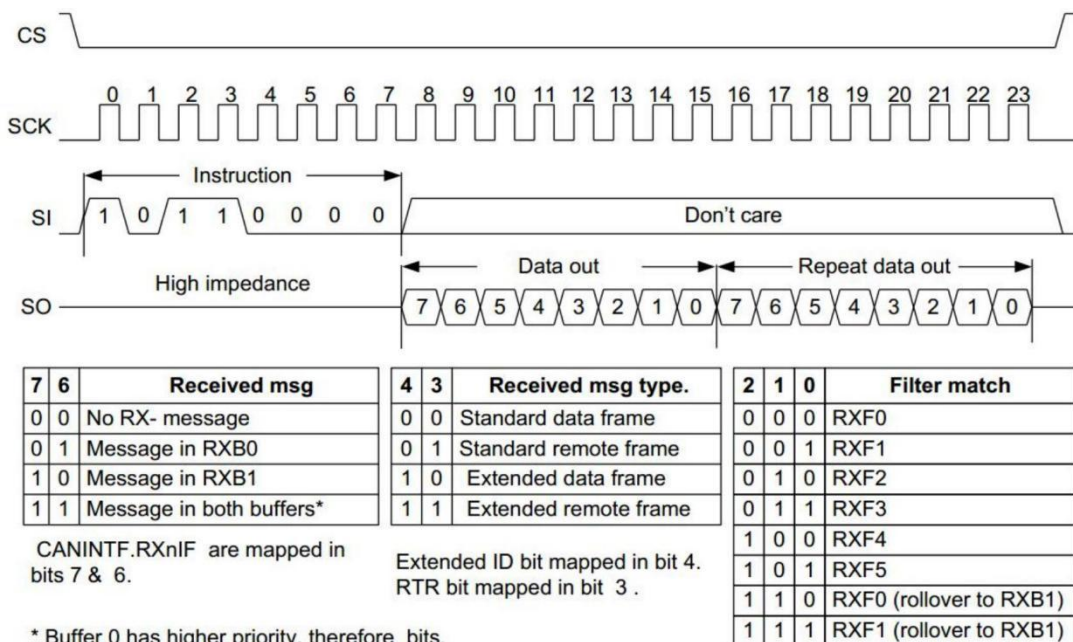 CS
0 1 2 3 4 5 6 7 8 9 10 11 12 13 14 15 16 17 18 19 20 21 22 23
SCK
Instruction
SI 1 0 1 1 0 0 0 0 Don't care
Data out Repeat data out
High impedance
SO 7 6 5 4 3 2 1 0 7 6 5 4 3 2 1 0
7 6 Received msg
0 0 No RX- message
0 1 Message in RXB0
1 0 Message in RXB1
1 1 Message in both buffers*
CANINTF.RXnIF are mapped in
bits 7 & 6.
* Buffer 0 has higher priority, therefore bits
4 3 Received msg type.
0 0 Standard data frame
0 1 Standard remote frame
1 0 Extended data frame
1 1 Extended remote frame
Extended ID bit mapped in bit 4.
RTR bit mapped in bit 3 .
2 1 0 Filter match
0 0 0 RXF0
0 0 1 RXF1
0 1 0 RXF2
0 1 1 RXF3
1 0 0 RXF4
1 0 1 RXF5
1 1 0 RXF0 (rollover to RXB1)
1 1 1 RXF1 (rollover to RXB1)